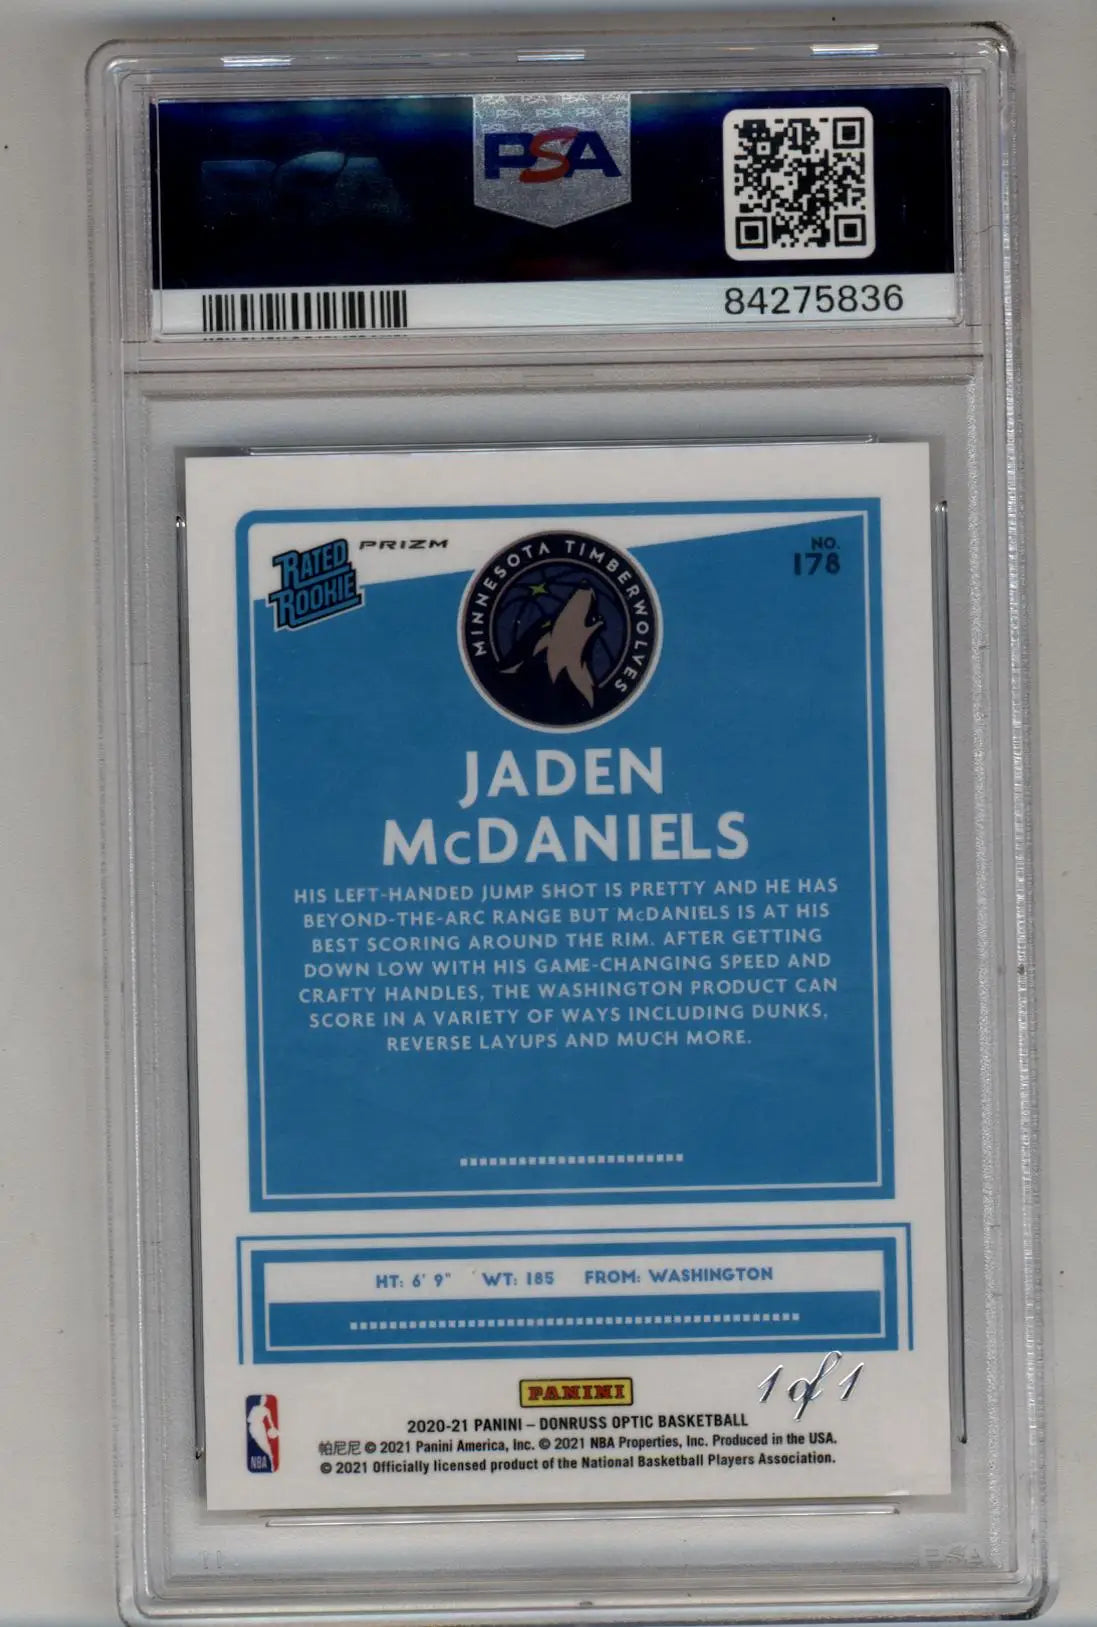 PSA
84275836
RATED
ROOKIE
PRIZM
MINNESOTA TIMBERWOLVES
NO.
178
JADEN
McDANIELS
HIS LEFT-HANDED JUMP SHOT IS PRETTY AND HE HAS
BEYOND-THE-ARC RANGE BUT McDANIELS IS AT HIS
BEST SCORING AROUND THE RIM. AFTER GETTING
DOWN LOW WITH HIS GAME-CHANGING SPEED AND
CRAFTY HANDLES, THE WASHINGTON PRODUCT CAN
SCORE IN A VARIETY OF WAYS INCLUDING DUNKS,
REVERSE LAYUPS AND MUCH MORE.
HT: 6' 9" WT: 185 FROM: WASHINGTON
PANINI
1 of 1
2020-21 PANINI – DONRUSS OPTIC BASKETBALL
帕尼尼 © 2021 Panini America, Inc. © 2021 NBA Properties, Inc. Produced in the USA.
© 2021 Officially licensed product of the National Basketball Players Association.
NBA
PSA